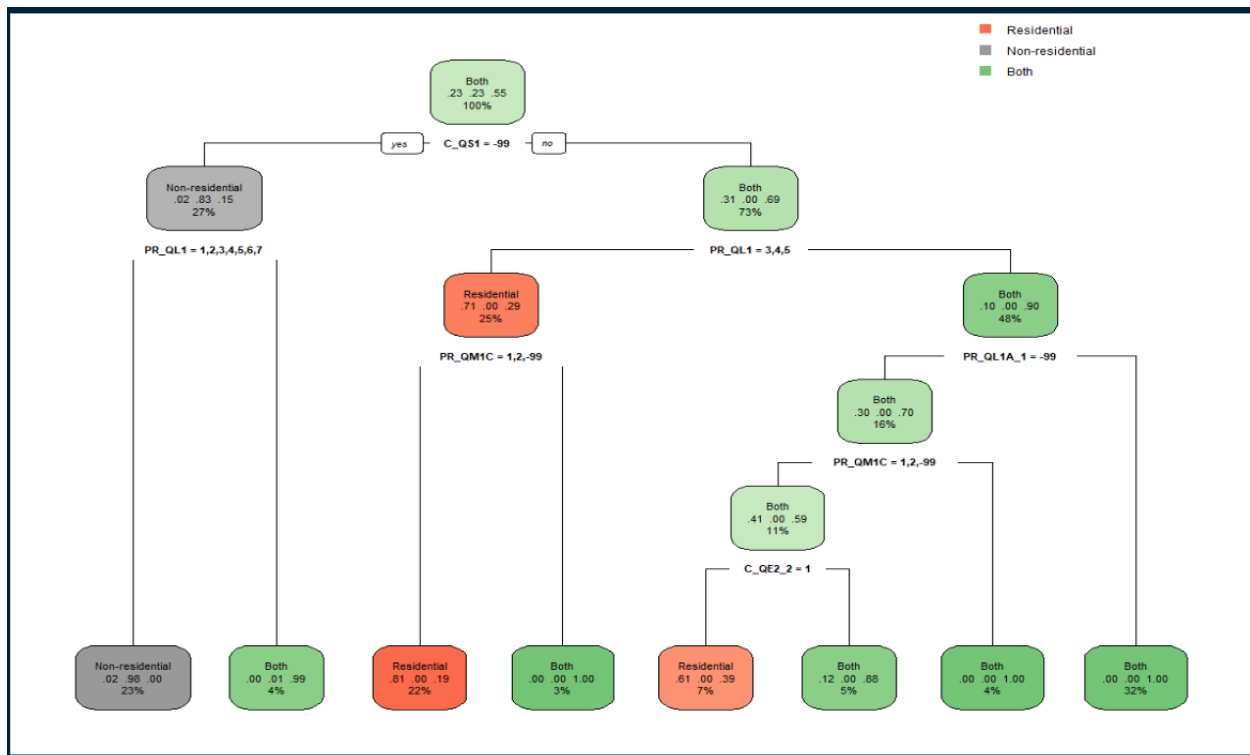 Residential
Non-residential
Both
Both
.23 .23 .55
100%
yes C_QS1 = -99 no
Non-residential
.02 .83 .15
27%
Both
.31 .00 .69
73%
PR_QL1 = 1,2,3,4,5,6,7
PR_QL1 = 3,4,5
Residential
.71 .00 .29
25%
Both
.10 .00 .90
48%
PR_QM1C = 1,2,-99
PR_QL1A_1 = -99
Both
.30 .00 .70
16%
PR_QM1C = 1,2,-99
Both
.41 .00 .59
11%
C_QE2_2 = 1
Non-residential
.02 .98 .00
23%
Both
.00 .01 .99
4%
Residential
.81 .00 .19
22%
Both
.00 .00 1.00
3%
Residential
.61 .00 .39
7%
Both
.12 .00 .88
5%
Both
.00 .00 1.00
4%
Both
.00 .00 1.00
32%